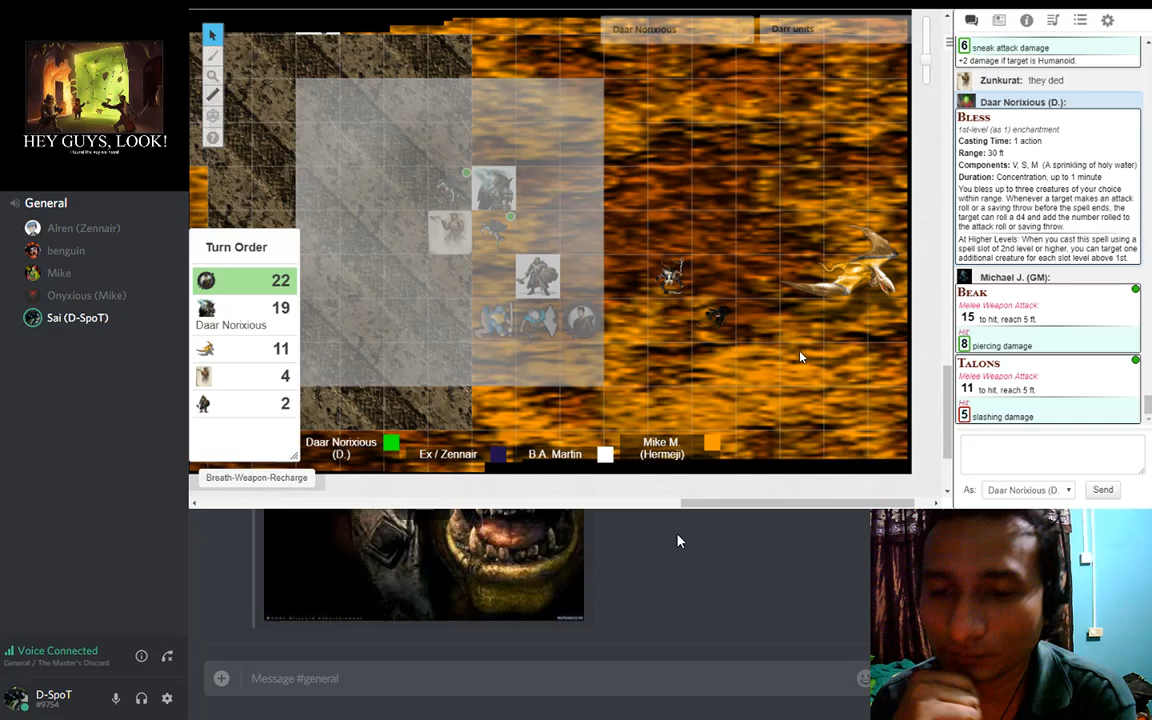 HEY GUYS, LOOK!
General
Alren (Zennair)
benguin
Mike
Onyxious (Mike)
Sai (D-SpoT)
Voice Connected
General / The Master's Discord
D-SpoT
#9754
Daar Norixious
Darr units
Turn Order
22
19
Daar Norixious
11
4
2
Breath-Weapon-Recharge
Daar Norixious
(D.)
Ex / Zennair
B.A. Martin
Mike M.
(Hermeji)
Message #general
6 sneak attack damage
+2 damage if target is Humanoid.
Zunkurat: they ded
Daar Norixious (D.):
BLESS
1st-level (as 1) enchantment
Casting Time: 1 action
Range: 30 ft
Components: V, S, M (A sprinkling of holy water)
Duration: Concentration, up to 1 minute
You bless up to three creatures of your choice
within range. Whenever a target makes an attack
roll or a saving throw before the spell ends, the
target can roll a d4 and add the number rolled to
the attack roll or saving throw.
At Higher Levels: When you cast this spell using a
spell slot of 2nd level or higher, you can target one
additional creature for each slot level above 1st.
Michael J. (GM):
BEAK
Melee Weapon Attack:
15 to hit, reach 5 ft.
Hit:
8 piercing damage
TALONS
Melee Weapon Attack:
11 to hit, reach 5 ft.
Hit:
5 slashing damage
As: Daar Norixious (D.
Send